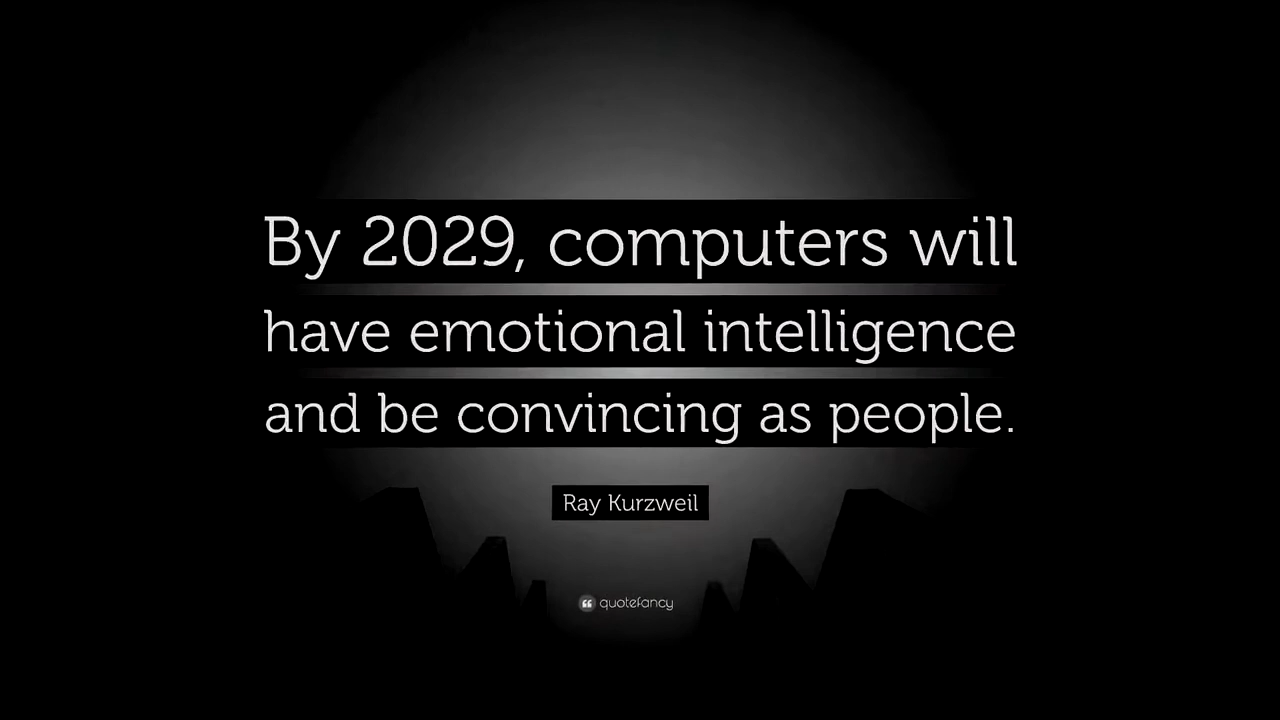 By 2029, computers will
have emotional intelligence
and be convincing as people.
Ray Kurzweil
quotefancy